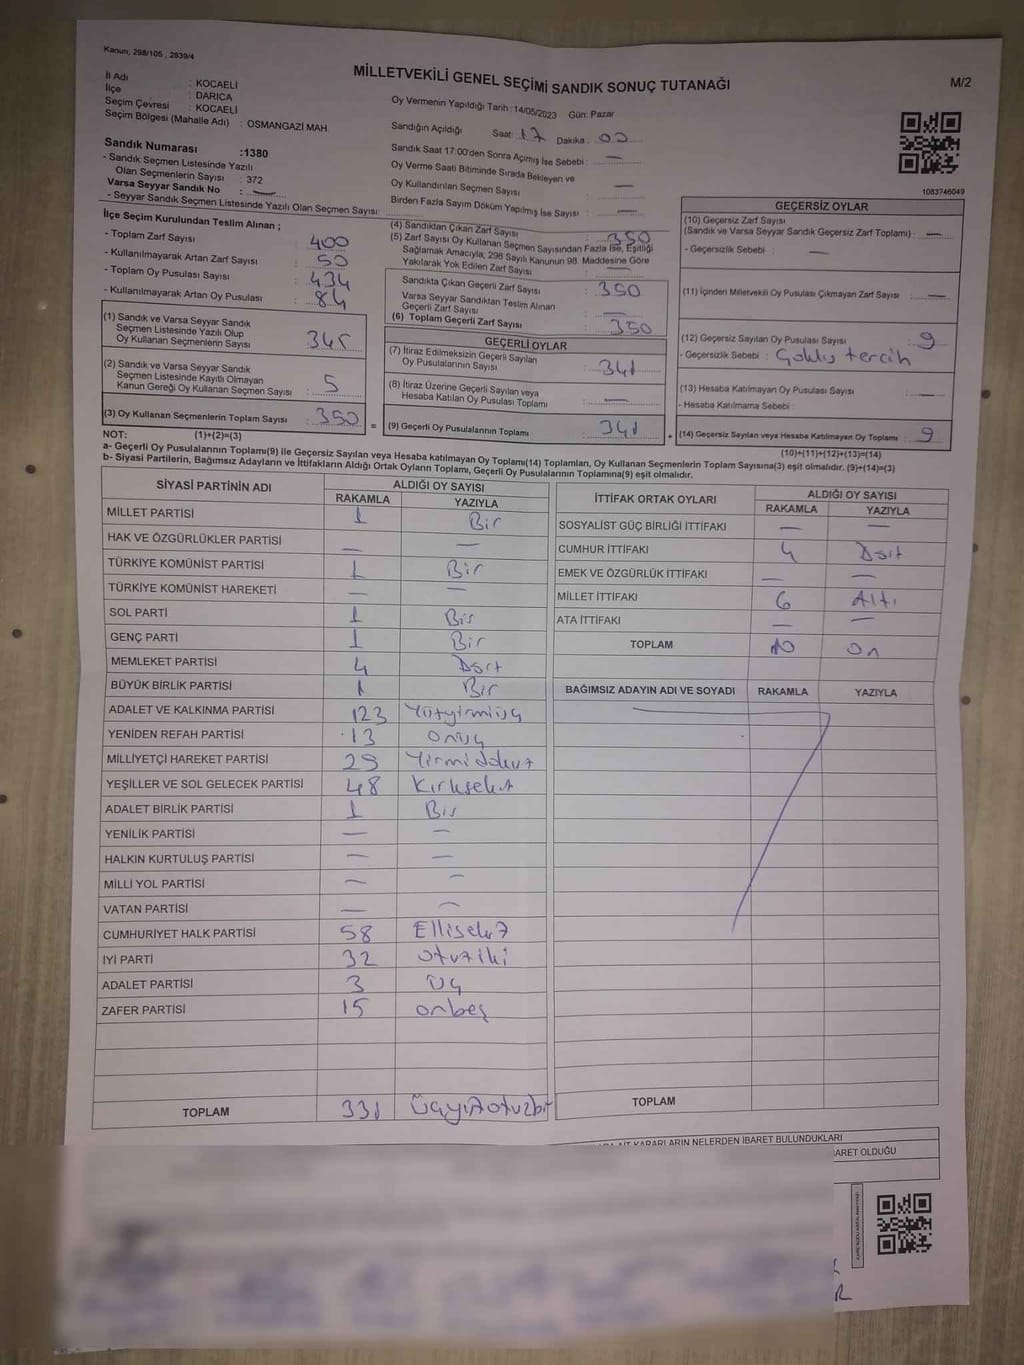 Kanun; 298/105 , 2839/4
MİLLETVEKİLİ GENEL SEÇİMİ SANDIK SONUÇ TUTANAĞI
M/2
İl Adı : KOCAELİ
İlçe : DARICA
Seçim Çevresi : KOCAELİ
Seçim Bölgesi (Mahalle Adı) : OSMANGAZİ MAH.
Sandık Numarası :1380
- Sandık Seçmen Listesinde Yazılı
Olan Seçmenlerin Sayısı : 372
Varsa Seyyar Sandık No : —
- Seyyar Sandık Seçmen Listesinde Yazılı Olan Seçmen Sayısı:
Oy Vermenin Yapıldığı Tarih :14/05/2023 Gün: Pazar
Sandığın Açıldığı Saat: 17 Dakika : 00
Sandık Saat 17:00'den Sonra Açımış İse Sebebi : —
Oy Verme Saati Bitiminde Sırada Bekleyen ve
Oy Kullandırılan Seçmen Sayısı : —
Birden Fazla Sayım Döküm Yapılmış İse Sayısı : —
1083746049
İlçe Seçim Kurulundan Teslim Alınan ;
- Toplam Zarf Sayısı : 400
- Kullanılmayarak Artan Zarf Sayısı : 50
- Toplam Oy Pusulası Sayısı : 434
- Kullanılmayarak Artan Oy Pusulası : 84
(1) Sandık ve Varsa Seyyar Sandık
Seçmen Listesinde Yazılı Olup
Oy Kullanan Seçmenlerin Sayısı : 345
(2) Sandık ve Varsa Seyyar Sandık
Seçmen Listesinde Kayıtlı Olmayan
Kanun Gereği Oy Kullanan Seçmen Sayısı : 5
(3) Oy Kullanan Seçmenlerin Toplam Sayısı : 350 =
(4) Sandıktan Çıkan Zarf Sayısı : 350
(5) Zarf Sayısı Oy Kullanan Seçmen Sayısından Fazla İse, Eşitliği
Sağlamak Amacıyla; 298 Sayılı Kanunun 98. Maddesine Göre
Yakılarak Yok Edilen Zarf Sayısı : —
Sandıkta Çıkan Geçerli Zarf Sayısı : 350
Varsa Seyyar Sandıktan Teslim Alınan
Geçerli Zarf Sayısı : —
(6) Toplam Geçerli Zarf Sayısı : 350
GEÇERLİ OYLAR
(7) İtiraz Edilmeksizin Geçerli Sayılan
Oy Pusulalarının Sayısı : 341
(8) İtiraz Üzerine Geçerli Sayılan veya
Hesaba Katılan Oy Pusulası Toplamı : —
(9) Geçerli Oy Pusulalarının Toplamı : 341 +
GEÇERSİZ OYLAR
(10) Geçersiz Zarf Sayısı
(Sandık ve Varsa Seyyar Sandık Geçersiz Zarf Toplamı) : —
- Geçersizlik Sebebi : —
(11) İçinden Milletvekili Oy Pusulası Çıkmayan Zarf Sayısı : —
(12) Geçersiz Sayılan Oy Pusulası Sayısı : 9
- Geçersizlik Sebebi : Çoklu tercih
(13) Hesaba Katılmayan Oy Pusulası Sayısı : —
- Hesaba Katılmama Sebebi :
(14) Geçersiz Sayılan veya Hesaba Katılmayan Oy Toplamı : 9
NOT: (1)+(2)=(3)
(10)+(11)+(12)+(13)=(14)
a- Geçerli Oy Pusulalarının Toplamı(9) ile Geçersiz Sayılan veya Hesaba Katılmayan Oy Toplam(14) Toplamları, Oy Kullanan Seçmenlerin Toplam Sayısına(3) eşit olmalıdır. (9)+(14)=(3)
b- Siyasi Partilerin, Bağımsız Adayların ve İttifakların Aldığı Ortak Oyların Toplamı, Geçerli Oy Pusulalarının Toplamına(9) eşit olmalıdır.
SİYASİ PARTİNİN ADI ALDIĞI OY SAYISI
RAKAMLA YAZIYLA
MİLLET PARTİSİ 1 Bir
HAK VE ÖZGÜRLÜKLER PARTİSİ — —
TÜRKİYE KOMÜNİST PARTİSİ 1 Bir
TÜRKİYE KOMÜNİST HAREKETİ — —
SOL PARTİ 1 Bir
GENÇ PARTİ 1 Bir
MEMLEKET PARTİSİ 4 Dört
BÜYÜK BİRLİK PARTİSİ 1 Bir
ADALET VE KALKINMA PARTİSİ 123 Yüzyirmiüç
YENİDEN REFAH PARTİSİ 13 onüç
MİLLİYETÇİ HAREKET PARTİSİ 29 Yirmidokuz
YEŞİLLER VE SOL GELECEK PARTİSİ 48 Kırksekiz
ADALET BİRLİK PARTİSİ 1 Bir
YENİLİK PARTİSİ — —
HALKIN KURTULUŞ PARTİSİ — —
MİLLİ YOL PARTİSİ — —
VATAN PARTİSİ — —
CUMHURİYET HALK PARTİSİ 58 Ellisekiz
İYİ PARTİ 32 otuziki
ADALET PARTİSİ 3 üç
ZAFER PARTİSİ 15 onbeş
TOPLAM 331 üçyüzotuzbir
İTTİFAK ORTAK OYLARI ALDIĞI OY SAYISI
RAKAMLA YAZIYLA
SOSYALİST GÜÇ BİRLİĞİ İTTİFAKI — —
CUMHUR İTTİFAKI 4 Dört
EMEK VE ÖZGÜRLÜK İTTİFAKI — —
MİLLET İTTİFAKI 6 Altı
ATA İTTİFAKI — —
TOPLAM 10 on
BAĞIMSIZ ADAYIN ADI VE SOYADI RAKAMLA YAZIYLA
TOPLAM
AİT KARARLARIN NELERDEN İBARET BULUNDUKLARI
BARET OLDUĞU